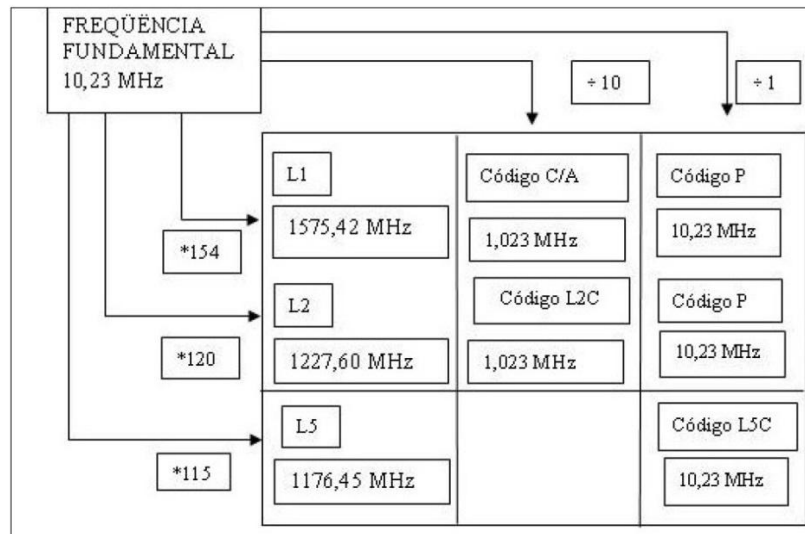 FREQÜÊNCIA
FUNDAMENTAL
10,23 MHz
÷ 10
÷ 1
L1
Código C/A
Código P
1575,42 MHz
1,023 MHz
10,23 MHz
*154
L2
Código L2C
Código P
*120
1227,60 MHz
1,023 MHz
10,23 MHz
L5
Código L5C
*115
1176,45 MHz
10,23 MHz